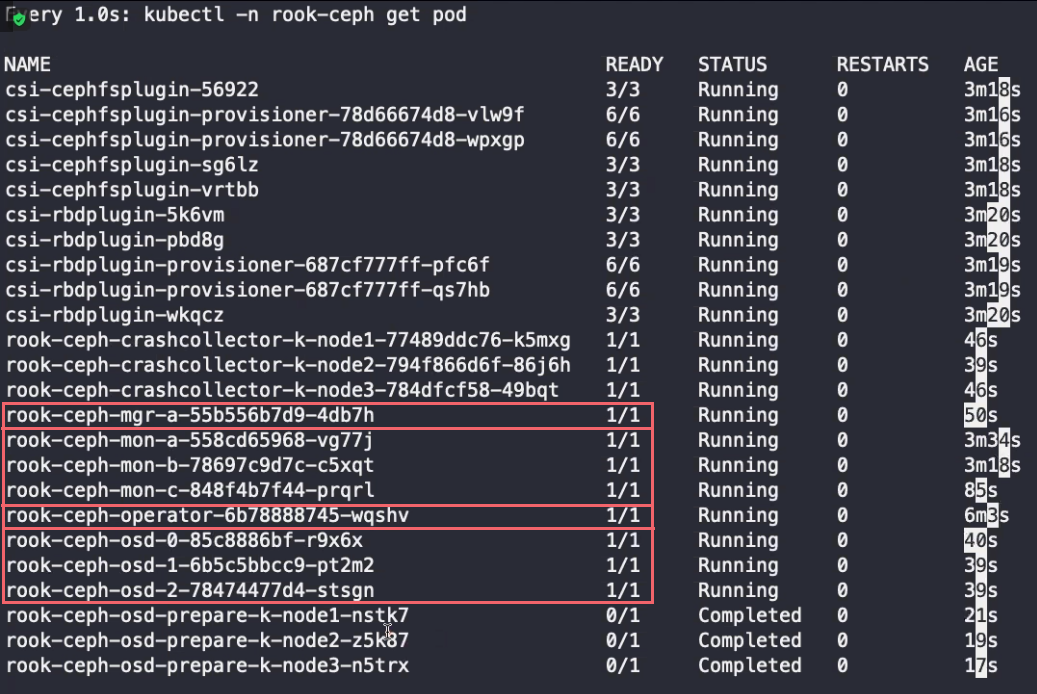 Every 1.0s: kubectl -n rook-ceph get pod
NAME READY STATUS RESTARTS AGE
csi-cephfsplugin-56922 3/3 Running 0 3m18s
csi-cephfsplugin-provisioner-78d66674d8-vlw9f 6/6 Running 0 3m16s
csi-cephfsplugin-provisioner-78d66674d8-wpxgp 6/6 Running 0 3m16s
csi-cephfsplugin-sg6lz 3/3 Running 0 3m18s
csi-cephfsplugin-vrtbb 3/3 Running 0 3m18s
csi-rbdplugin-5k6vm 3/3 Running 0 3m20s
csi-rbdplugin-pbd8g 3/3 Running 0 3m20s
csi-rbdplugin-provisioner-687cf777ff-pfc6f 6/6 Running 0 3m19s
csi-rbdplugin-provisioner-687cf777ff-qs7hb 6/6 Running 0 3m19s
csi-rbdplugin-wkqcz 3/3 Running 0 3m20s
rook-ceph-crashcollector-k-node1-77489ddc76-k5mxg 1/1 Running 0 46s
rook-ceph-crashcollector-k-node2-794f866d6f-86j6h 1/1 Running 0 39s
rook-ceph-crashcollector-k-node3-784dfcf58-49bqt 1/1 Running 0 46s
rook-ceph-mgr-a-55b556b7d9-4db7h 1/1 Running 0 50s
rook-ceph-mon-a-558cd65968-vg77j 1/1 Running 0 3m34s
rook-ceph-mon-b-78697c9d7c-c5xqt 1/1 Running 0 3m18s
rook-ceph-mon-c-848f4b7f44-prqrl 1/1 Running 0 85s
rook-ceph-operator-6b78888745-wqshv 1/1 Running 0 6m3s
rook-ceph-osd-0-85c8886bf-r9x6x 1/1 Running 0 40s
rook-ceph-osd-1-6b5c5bbcc9-pt2m2 1/1 Running 0 39s
rook-ceph-osd-2-78474477d4-stsgn 1/1 Running 0 39s
rook-ceph-osd-prepare-k-node1-nstk7 0/1 Completed 0 21s
rook-ceph-osd-prepare-k-node2-z5k87 0/1 Completed 0 19s
rook-ceph-osd-prepare-k-node3-n5trx 0/1 Completed 0 17s